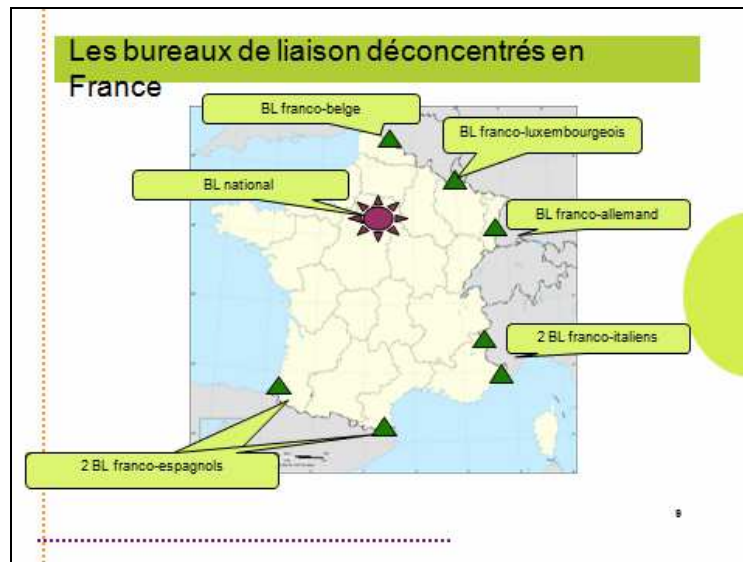 Les bureaux de liaison déconcentrés en
France
BL franco-belge
BL franco-luxembourgeois
BL national
BL franco-allemand
2 BL franco-italiens
2 BL franco-espagnols
9